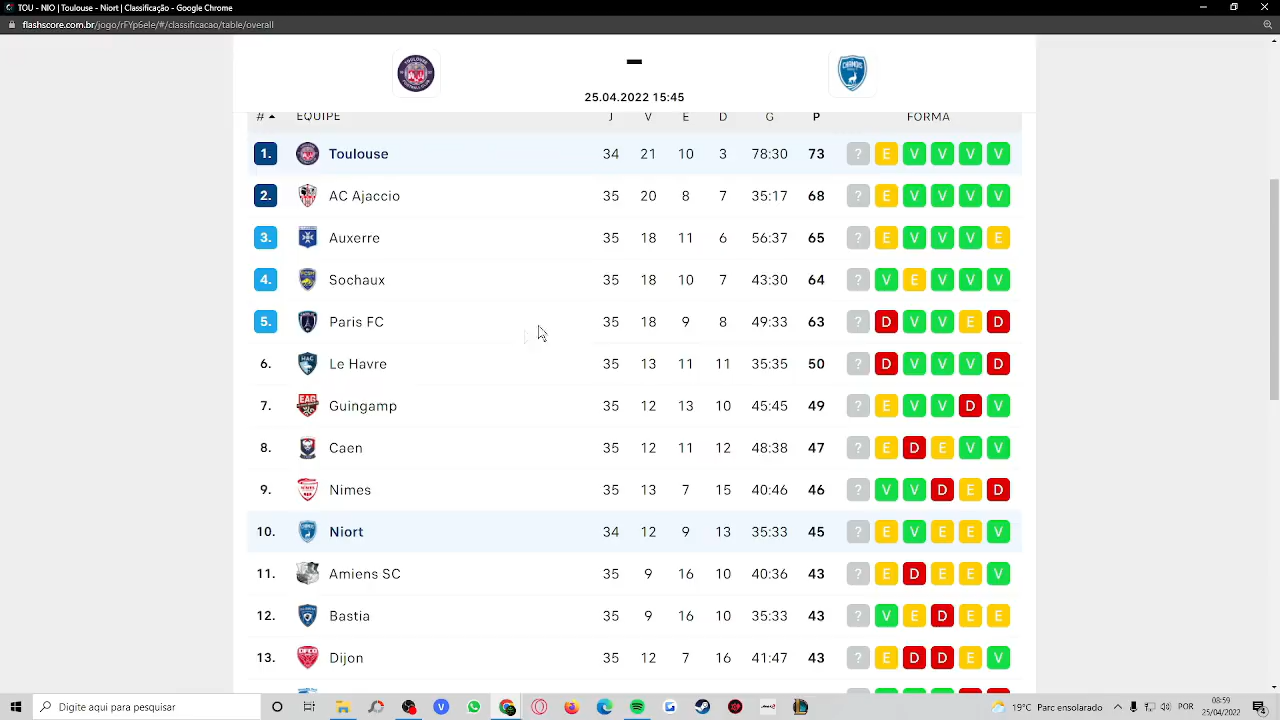 TOU - NIO | Toulouse - Niort | Classificação - Google Chrome
flashscore.com.br/jogo/rFYp6ele/#/classificacao/table/overall
-
25.04.2022 15:45
# EQUIPE J V E D G P FORMA
1. Toulouse 34 21 10 3 78:30 73 ? E V V V V
2. AC Ajaccio 35 20 8 7 35:17 68 ? E V V V V
3. Auxerre 35 18 11 6 56:37 65 ? E V V V E
4. Sochaux 35 18 10 7 43:30 64 ? V E V V V
5. Paris FC 35 18 9 8 49:33 63 ? D V V E D
6. Le Havre 35 13 11 11 35:35 50 ? D V V V D
7. Guingamp 35 12 13 10 45:45 49 ? E V V D V
8. Caen 35 12 11 12 48:38 47 ? E D E V V
9. Nimes 35 13 7 15 40:46 46 ? V V D E D
10. Niort 34 12 9 13 35:33 45 ? E V E E V
11. Amiens SC 35 9 16 10 40:36 43 ? E D E E V
12. Bastia 35 9 16 10 35:33 43 ? V E D E E
13. Dijon 35 12 7 16 41:47 43 ? E D D E V
Digite aqui para pesquisar 19°C Parc ensolarado POR 08:59
25/04/2022